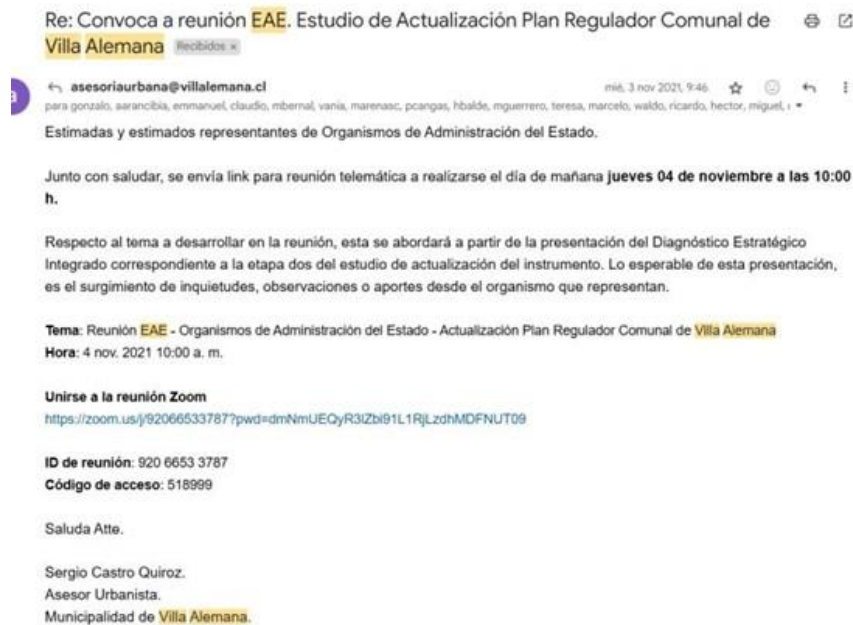 Re: Convoca a reunión EAE. Estudio de Actualización Plan Regulador Comunal de
Villa Alemana Recibidos x
asesoriaurbana@villalemana.cl
mié, 3 nov 2021, 9:46
para gonzalo, aarancibia, emmanuel, claudio, mbernal, vania, marenasc, pcangas, hbalde, mguerrero, teresa, marcelo, waldo, ricardo, hector, miguel,
Estimadas y estimados representantes de Organismos de Administración del Estado.
Junto con saludar, se envía link para reunión telemática a realizarse el día de mañana jueves 04 de noviembre a las 10:00
h.
Respecto al tema a desarrollar en la reunión, esta se abordará a partir de la presentación del Diagnóstico Estratégico
Integrado correspondiente a la etapa dos del estudio de actualización del instrumento. Lo esperable de esta presentación,
es el surgimiento de inquietudes, observaciones o aportes desde el organismo que representan.
Tema: Reunión EAE - Organismos de Administración del Estado - Actualización Plan Regulador Comunal de Villa Alemana
Hora: 4 nov. 2021 10:00 a. m.
Unirse a la reunión Zoom
https://zoom.us/j/92066533787?pwd=dmNmUEQyR3lZbi91L1RjLzdhMDFNUT09
ID de reunión: 920 6653 3787
Código de acceso: 518999
Saluda Atte.
Sergio Castro Quiroz.
Asesor Urbanista.
Municipalidad de Villa Alemana.